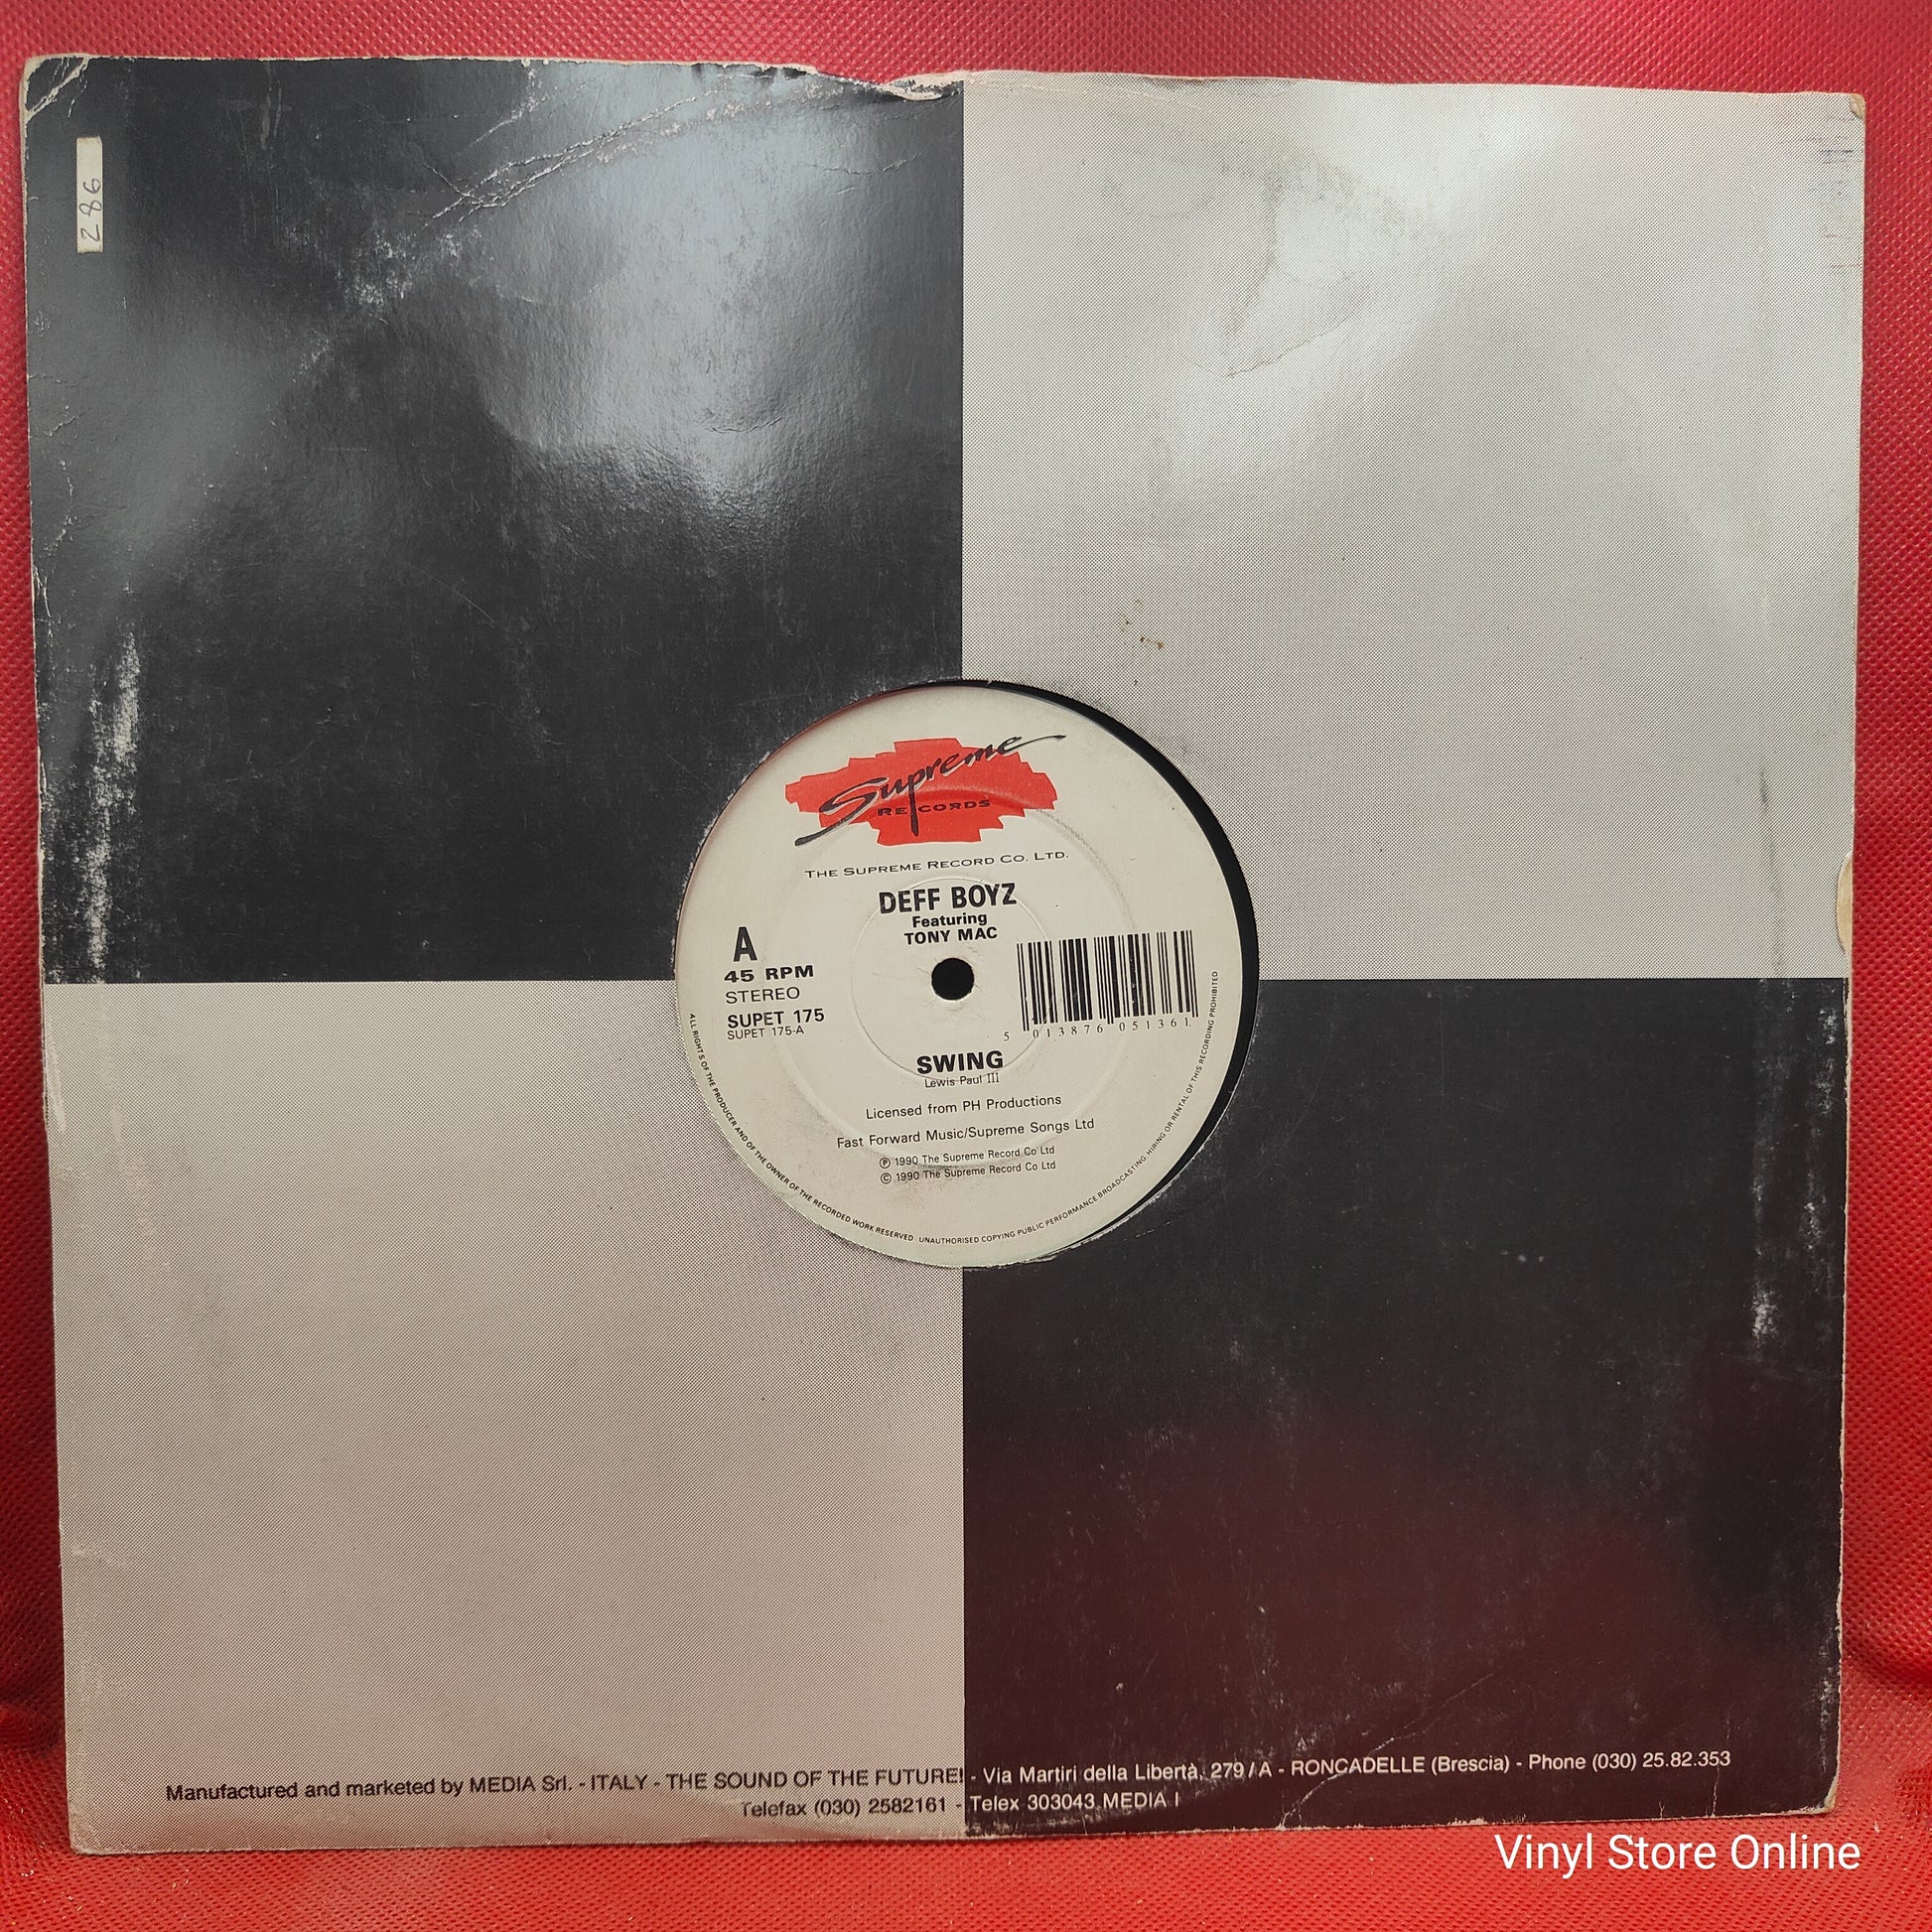 286
Supreme
RECORDS
THE SUPREME RECORD CO. LTD.
DEFF BOYZ
Featuring
TONY MAC
A
45 RPM
STEREO
SUPET 175
SUPET 175-A
5 013876 051361
SWING
Lewis Paul III
Licensed from PH Productions
Fast Forward Music/Supreme Songs Ltd
℗ 1990 The Supreme Record Co Ltd
© 1990 The Supreme Record Co Ltd
ALL RIGHTS OF THE PRODUCER AND OF THE OWNER OF THE RECORDED WORK RESERVED UNAUTHORISED COPYING PUBLIC PERFORMANCE BROADCASTING HIRING OR RENTAL OF THIS RECORDING PROHIBITED
Manufactured and marketed by MEDIA Srl. - ITALY - THE SOUND OF THE FUTURE! - Via Martiri della Libertà, 279/A - RONCADELLE (Brescia) - Phone (030) 25.82.353
Telefax (030) 2582161 - Telex 303043 MEDIA I
Vinyl Store Online